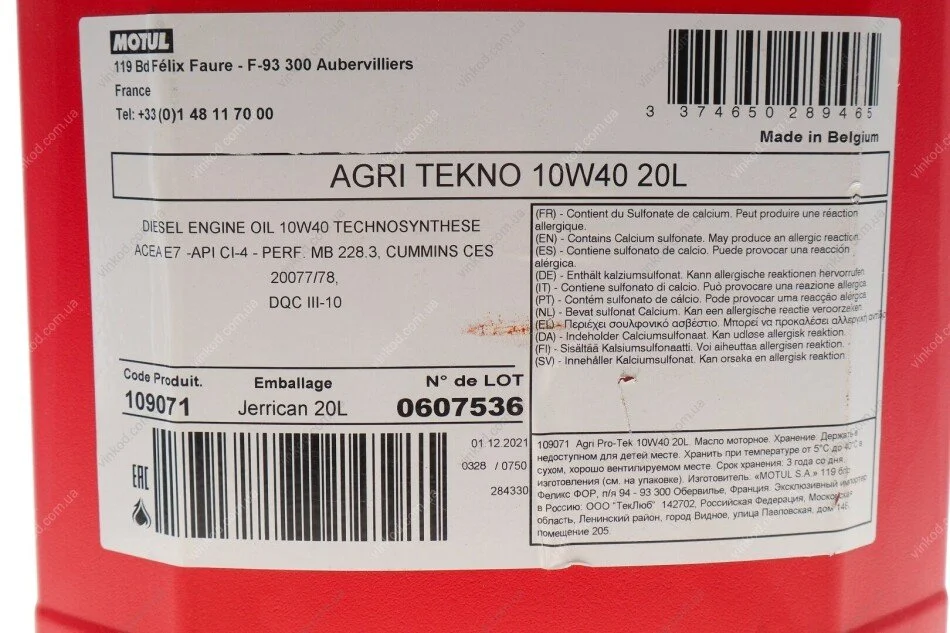 MOTUL
119 Bd Félix Faure - F-93 300 Aubervilliers
France
Tel: +33(0)1 48 11 70 00
3 374650 289465
Made in Belgium
AGRI TEKNO 10W40 20L
DIESEL ENGINE OIL 10W40 TECHNOSYNTHESE
ACEA E7 -API CI-4 - PERF. MB 228.3, CUMMINS CES
20077/78,
DQC III-10
(FR) - Contient du Sulfonate de calcium. Peut produire une réaction
allergique.
(EN) - Contains Calcium sulfonate. May produce an allergic reaction.
(ES) - Contiene sulfonato de calcio. Puede provocar una reacción
alérgica.
(DE) - Enthält kalziumsulfonat. Kann allergische reaktionen hervorrufen.
(IT) - Contiene sulfonato di calcio. Può provocare una reazione allergica
(PT) - Contém sulfonato de cálcio. Pode provocar uma reacção alérgica
(NL) - Bevat sulfonat Calcium. Kan een allergische reactie veroorzaken
(EL) - Περιέχει σουλφονικό ασβέστιο. Μπορεί να προκαλέσει αλλεργική
(DA) - Indeholder Calciumsulfonaat. Kan udløse allergisk reaktion.
(FI) - Sisältää Kalsiumsulfonaatti. Voi aiheuttaa allergisen reaktion.
(SV) - Innehåller Kalciumsulfonat. Kan orsaka en allergisk reaktion
Code Produit.
109071
Emballage
Jerrican 20L
N° de LOT
0607536
01.12.2021
0328 / 0750
284330
EAC
109071 Agri Pro-Tek 10W40 20L. Масло моторное. Хранение. Держать в
недоступном для детей месте. Хранить при температуре от 5°С до 40°С в
сухом, хорошо вентилируемом месте. Срок хранения: 3 года со дня
изготовления (см. на упаковке). Изготовитель: «MOTUL S.A.» 119 бул
Феликс ФОР, п/я 94 - 93 300 Обервилье, Франция. Эксклюзивный импортер
в Россию: ООО "ТекЛюб" 142702, Российская Федерация, Московская
область, Ленинский район, город Видное, улица Павловская, дом
помещение 205.
vinkod.com.ua